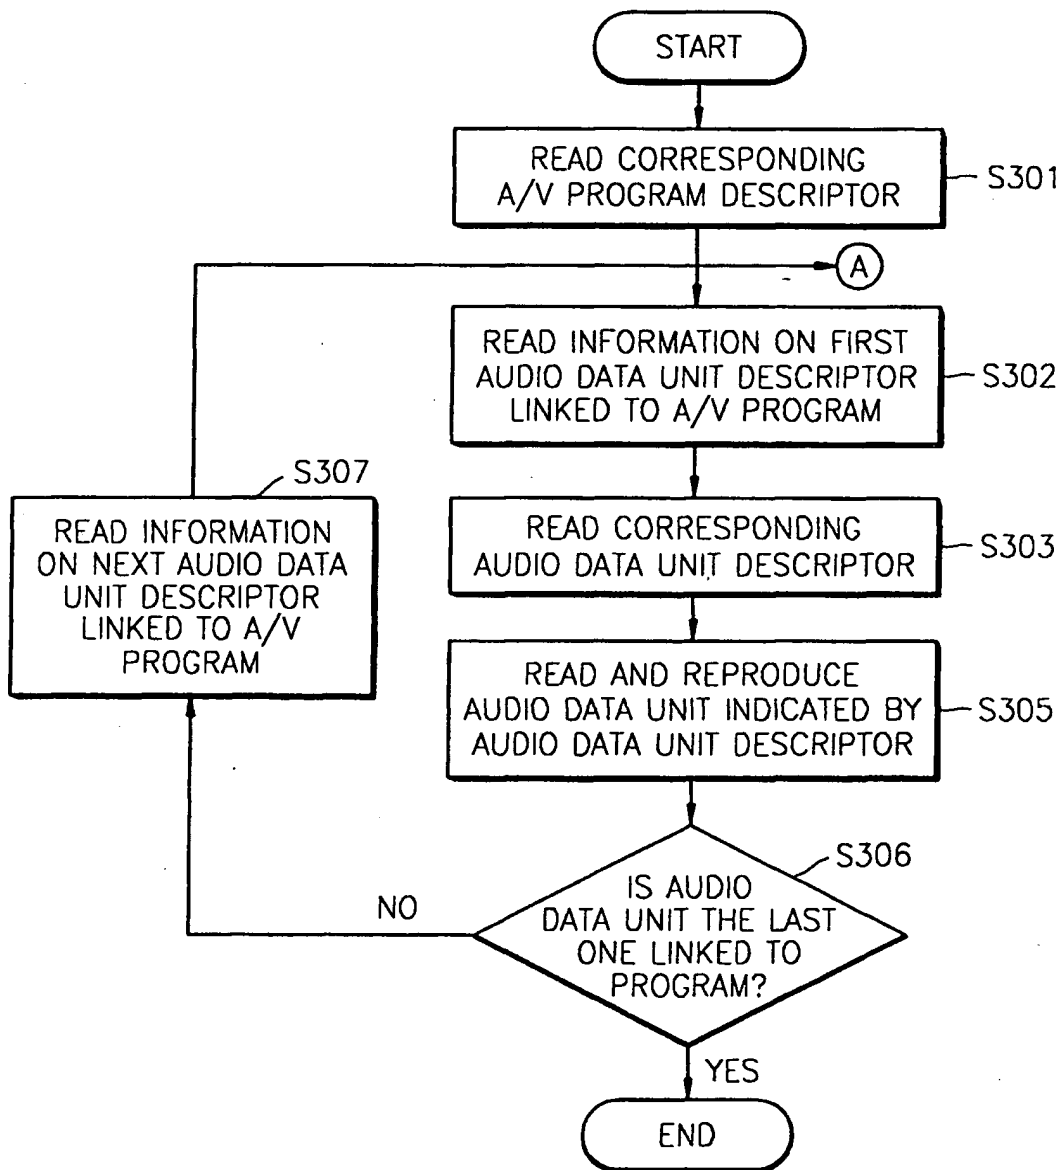 START
READ CORRESPONDING
A/V PROGRAM DESCRIPTOR
S301
A
READ INFORMATION ON FIRST
AUDIO DATA UNIT DESCRIPTOR
LINKED TO A/V PROGRAM
S302
S307
READ INFORMATION
ON NEXT AUDIO DATA
UNIT DESCRIPTOR
LINKED TO A/V
PROGRAM
READ CORRESPONDING
AUDIO DATA UNIT DESCRIPTOR
S303
READ AND REPRODUCE
AUDIO DATA UNIT INDICATED BY
AUDIO DATA UNIT DESCRIPTOR
S305
S306
IS AUDIO
DATA UNIT THE LAST
ONE LINKED TO
PROGRAM?
NO
YES
END